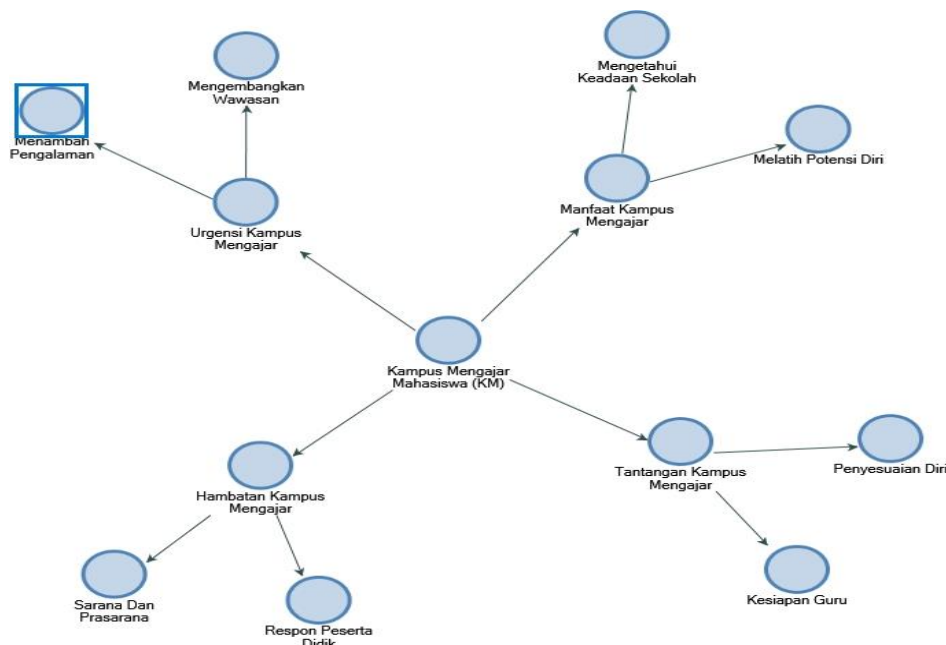 Mengetahui
Keadaan Sekolah
Mengembangkan
Wawasan
Menambah
Pengalaman
Melatih Potensi Diri
Urgensi Kampus
Mengajar
Manfaat Kampus
Mengajar
Kampus Mengajar
Mahasiswa (KM)
Hambatan Kampus
Mengajar
Tantangan Kampus
Mengajar
Penyesuaian Diri
Sarana Dan
Prasarana
Respon Peserta
Didik
Kesiapan Guru